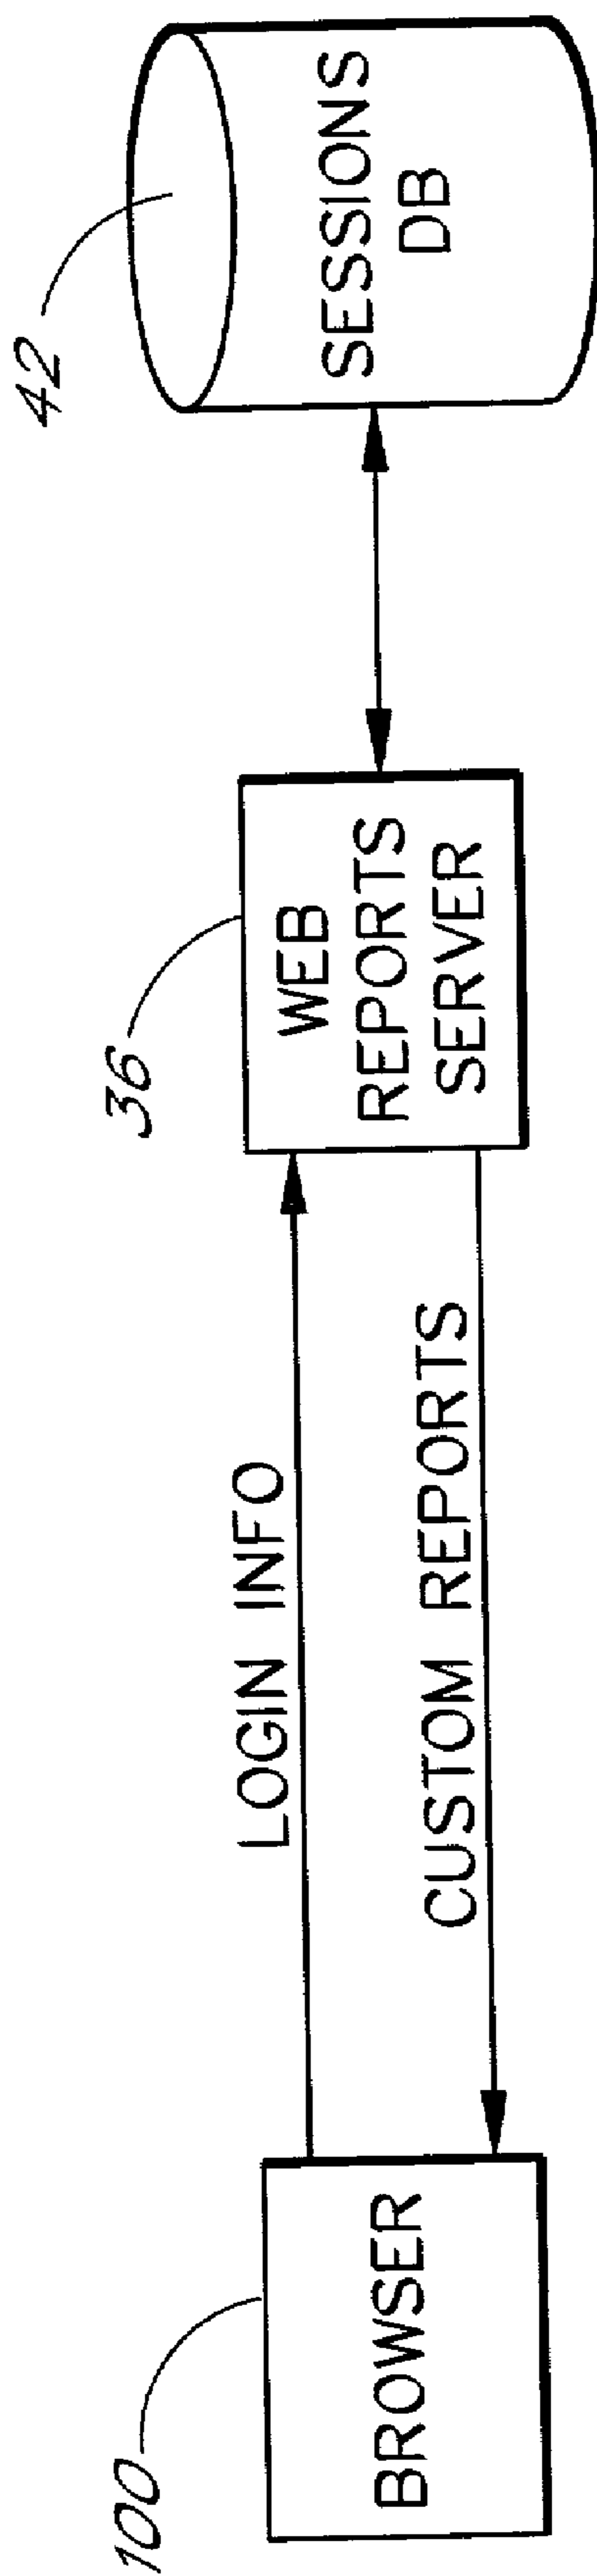 100
BROWSER
LOGIN INFO
CUSTOM REPORTS
36
WEB
REPORTS
SERVER
42
SESSIONS
DB